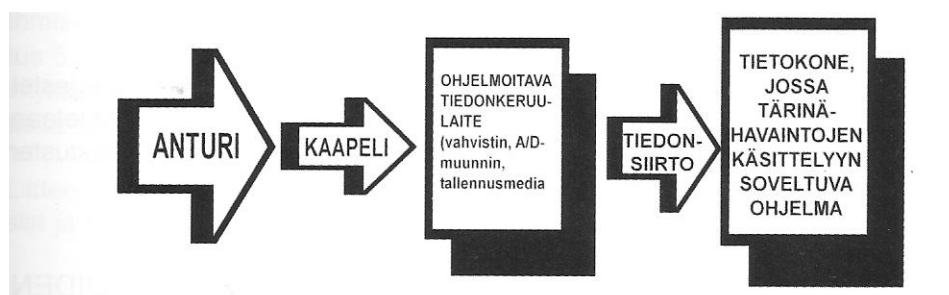 ANTURI
KAAPELI
OHJELMOITAVA
TIEDONKERUU-
LAITE
(vahvistin, A/D-
muunnin,
tallennusmedia
TIEDON-
SIIRTO
TIETOKONE,
JOSSA
TÄRINÄ-
HAVAINTOJEN
KÄSITTELYYN
SOVELTUVA
OHJELMA